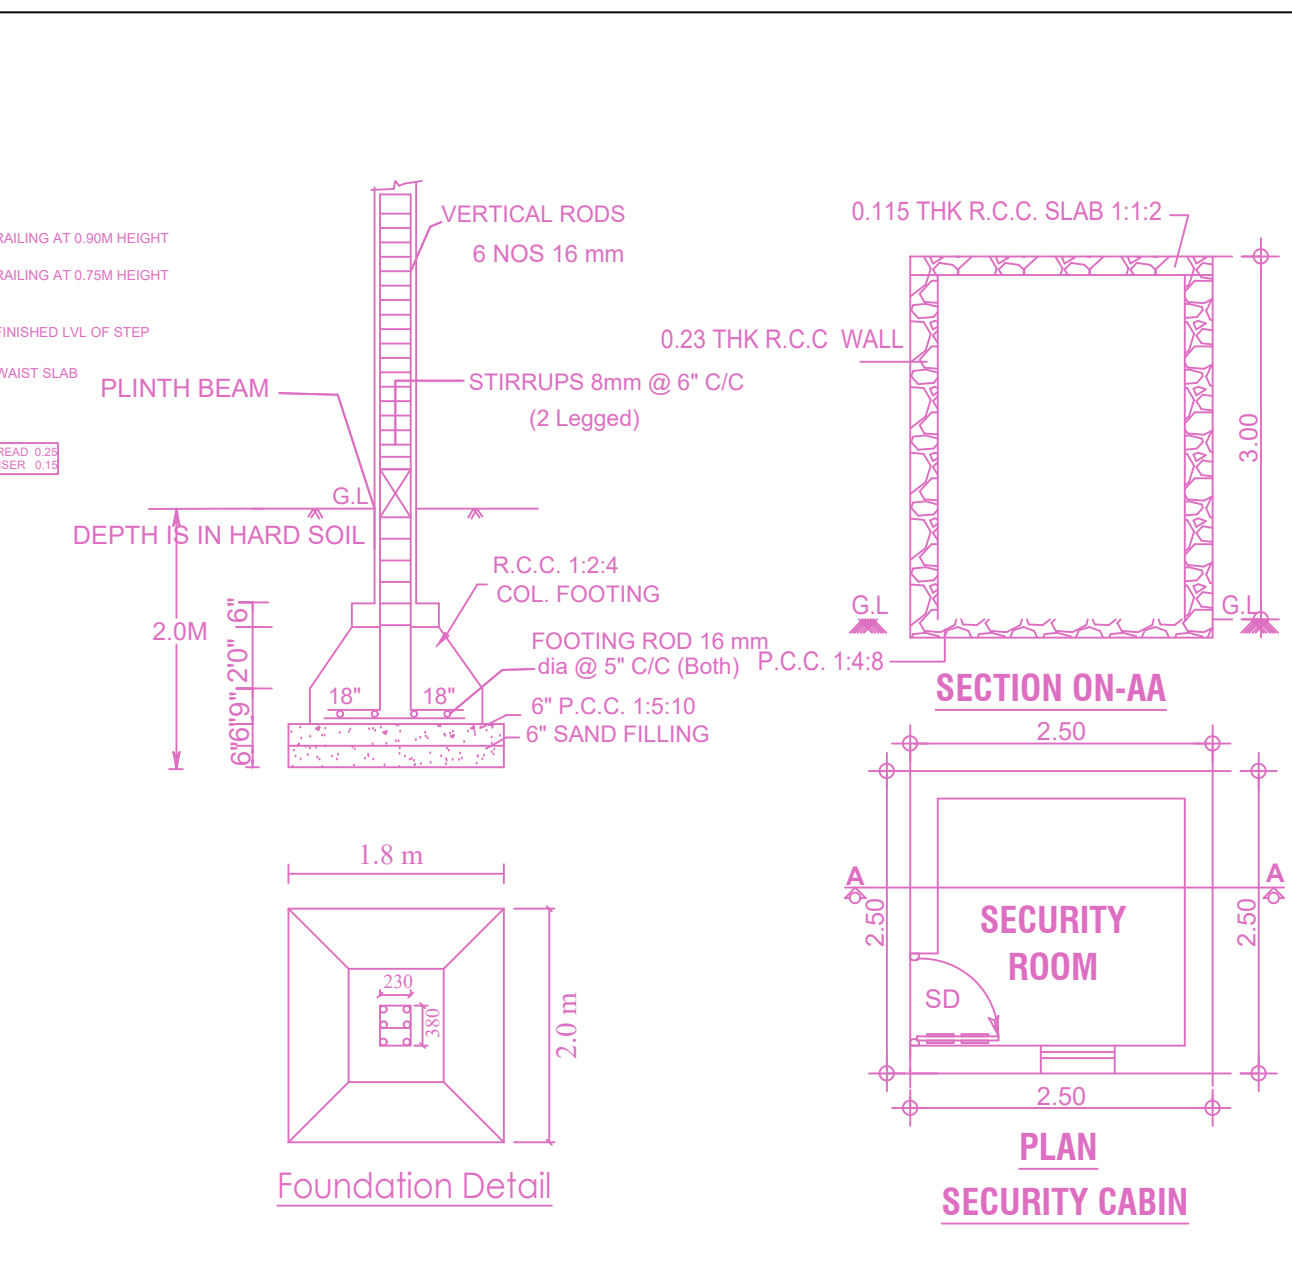 RAILING AT 0.90M HEIGHT
RAILING AT 0.75M HEIGHT
FINISHED LVL OF STEP
WAIST SLAB
READ 0.25
ISER 0.15
VERTICAL RODS
6 NOS 16 mm
PLINTH BEAM
STIRRUPS 8mm @ 6" C/C
(2 Legged)
G.L
DEPTH IS IN HARD SOIL
R.C.C. 1:2:4
COL. FOOTING
2.0M
6"
2'0"
9"
6"
6"
FOOTING ROD 16 mm
dia @ 5" C/C (Both)
18"
18"
6" P.C.C. 1:5:10
6" SAND FILLING
1.8 m
230
380
2.0 m
Foundation Detail
0.115 THK R.C.C. SLAB 1:1:2
0.23 THK R.C.C WALL
3.00
G.L
G.L
P.C.C. 1:4:8
SECTION ON-AA
2.50
A
A
2.50
2.50
SECURITY
ROOM
SD
2.50
PLAN
SECURITY CABIN